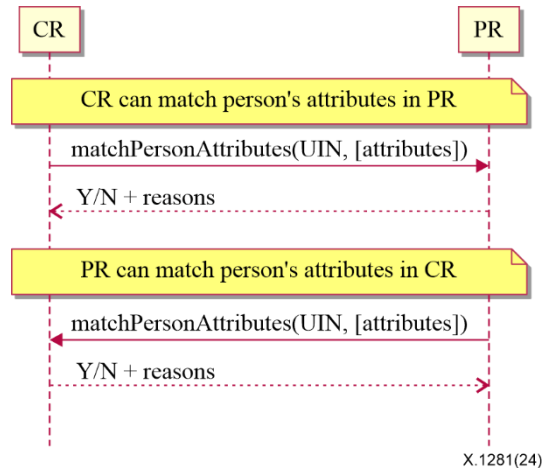 CR PR
CR can match person's attributes in PR
matchPersonAttributes(UIN, [attributes])
Y/N + reasons
PR can match person's attributes in CR
matchPersonAttributes(UIN, [attributes])
Y/N + reasons
X.1281(24)